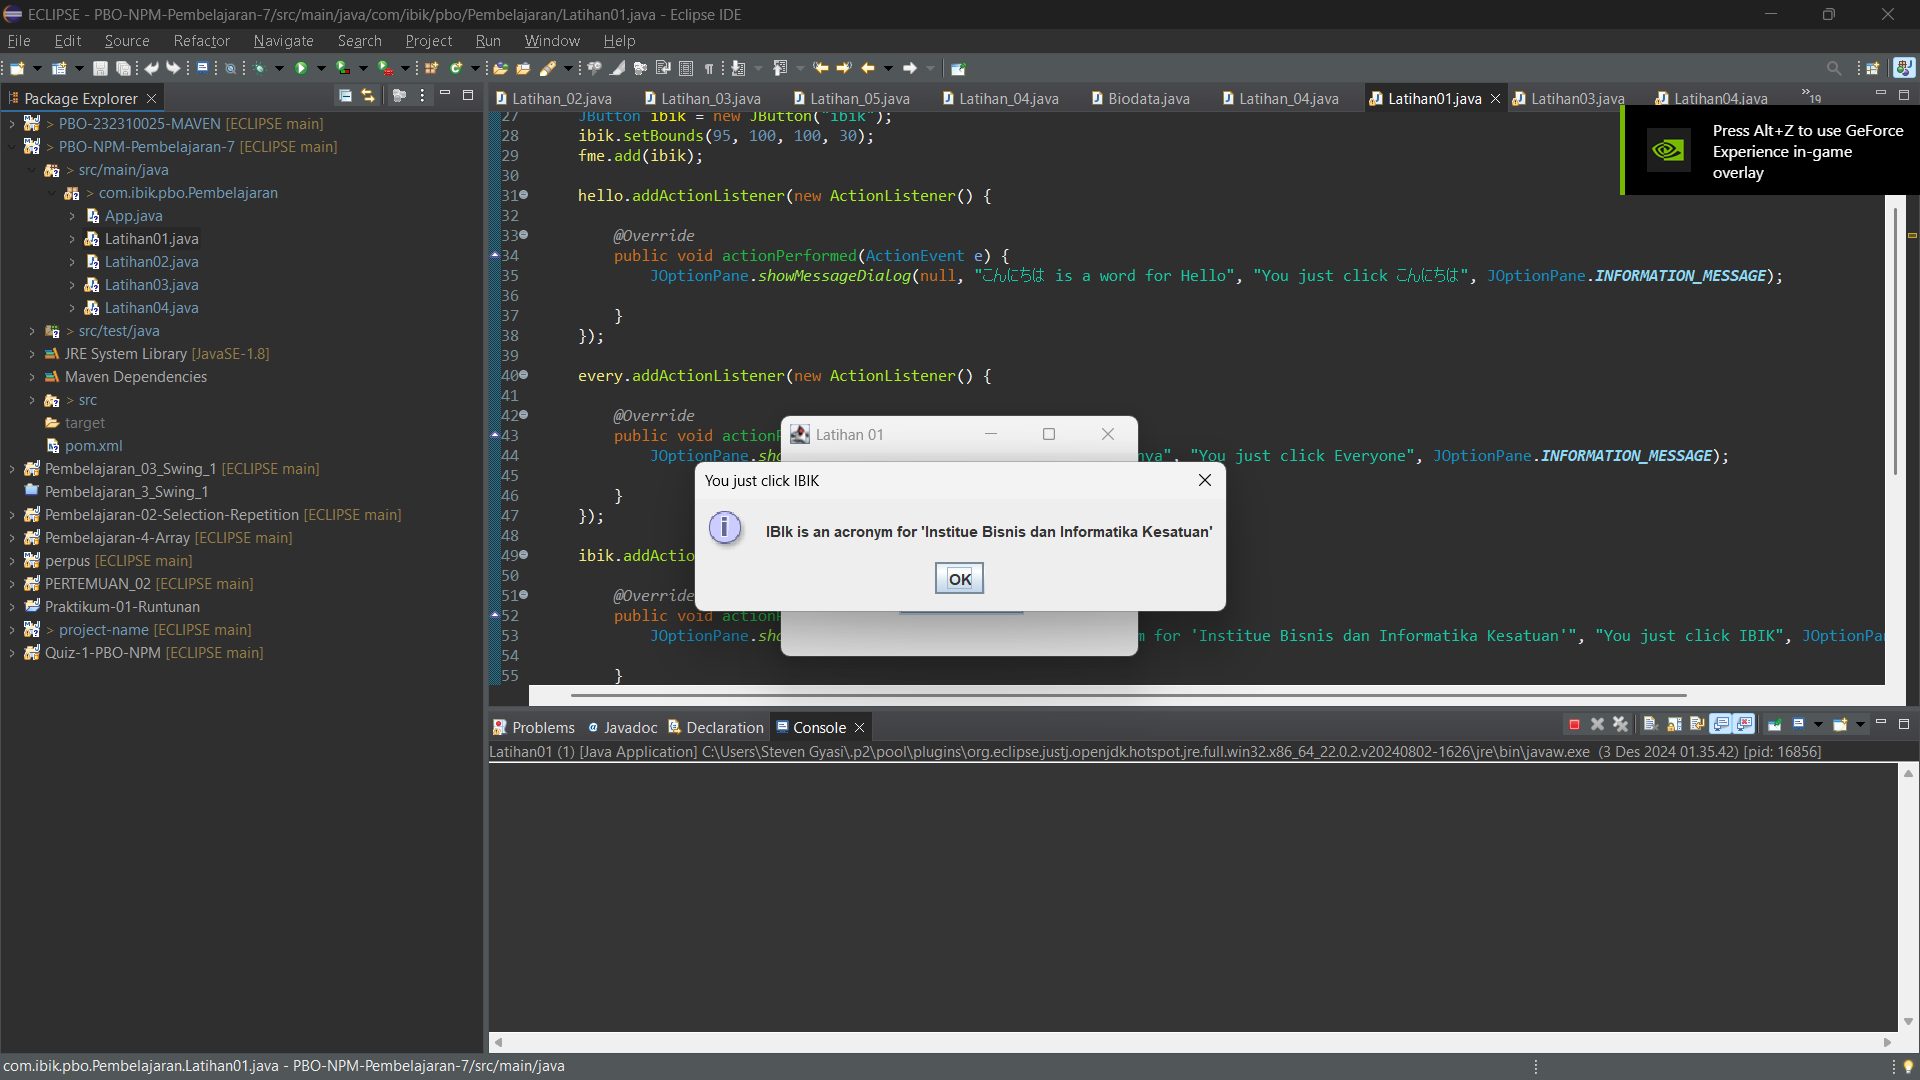 ECLIPSE - PBO-NPM-Pembelajaran-7/src/main/java/com/ibik/pbo/Pembelajaran/Latihan01.java - Eclipse IDE
File Edit Source Refactor Navigate Search Project Run Window Help
Package Explorer
> PBO-232310025-MAVEN [ECLIPSE main]
> PBO-NPM-Pembelajaran-7 [ECLIPSE main]
> src/main/java
> com.ibik.pbo.Pembelajaran
App.java
Latihan01.java
Latihan02.java
Latihan03.java
Latihan04.java
> src/test/java
JRE System Library [JavaSE-1.8]
Maven Dependencies
> src
target
pom.xml
Pembelajaran_03_Swing_1 [ECLIPSE main]
Pembelajaran_3_Swing_1
Pembelajaran-02-Selection-Repetition [ECLIPSE main]
Pembelajaran-4-Array [ECLIPSE main]
perpus [ECLIPSE main]
PERTEMUAN_02 [ECLIPSE main]
Praktikum-01-Runtunan
> project-name [ECLIPSE main]
Quiz-1-PBO-NPM [ECLIPSE main]
Latihan_02.java Latihan_03.java Latihan_05.java Latihan_04.java Biodata.java Latihan_04.java Latihan01.java Latihan03.java Latihan04.java »19
27 JButton ibik = new JButton("ibik");
28 ibik.setBounds(95, 100, 100, 30);
29 fme.add(ibik);
30
31 hello.addActionListener(new ActionListener() {
32
33 @Override
34 public void actionPerformed(ActionEvent e) {
35 JOptionPane.showMessageDialog(null, "こんにちは is a word for Hello", "You just click こんにちは", JOptionPane.INFORMATION_MESSAGE);
36
37 }
38 });
39
40 every.addActionListener(new ActionListener() {
41
42 @Override
43 public void action
44 JOptionPane.sho nya", "You just click Everyone", JOptionPane.INFORMATION_MESSAGE);
45
46 }
47 });
48
49 ibik.addActio
50
51 @Override
52 public void action
53 JOptionPane.sho m for 'Institue Bisnis dan Informatika Kesatuan'", "You just click IBIK", JOptionPa
54
55 }
Press Alt+Z to use GeForce
Experience in-game
overlay
Latihan 01
You just click IBIK
IBIk is an acronym for 'Institue Bisnis dan Informatika Kesatuan'
OK
Problems Javadoc Declaration Console
Latihan01 (1) [Java Application] C:\Users\Steven Gyasi\.p2\pool\plugins\org.eclipse.justj.openjdk.hotspot.jre.full.win32.x86_64_22.0.2.v20240802-1626\jre\bin\javaw.exe (3 Des 2024 01.35.42) [pid: 16856]
com.ibik.pbo.Pembelajaran.Latihan01.java - PBO-NPM-Pembelajaran-7/src/main/java